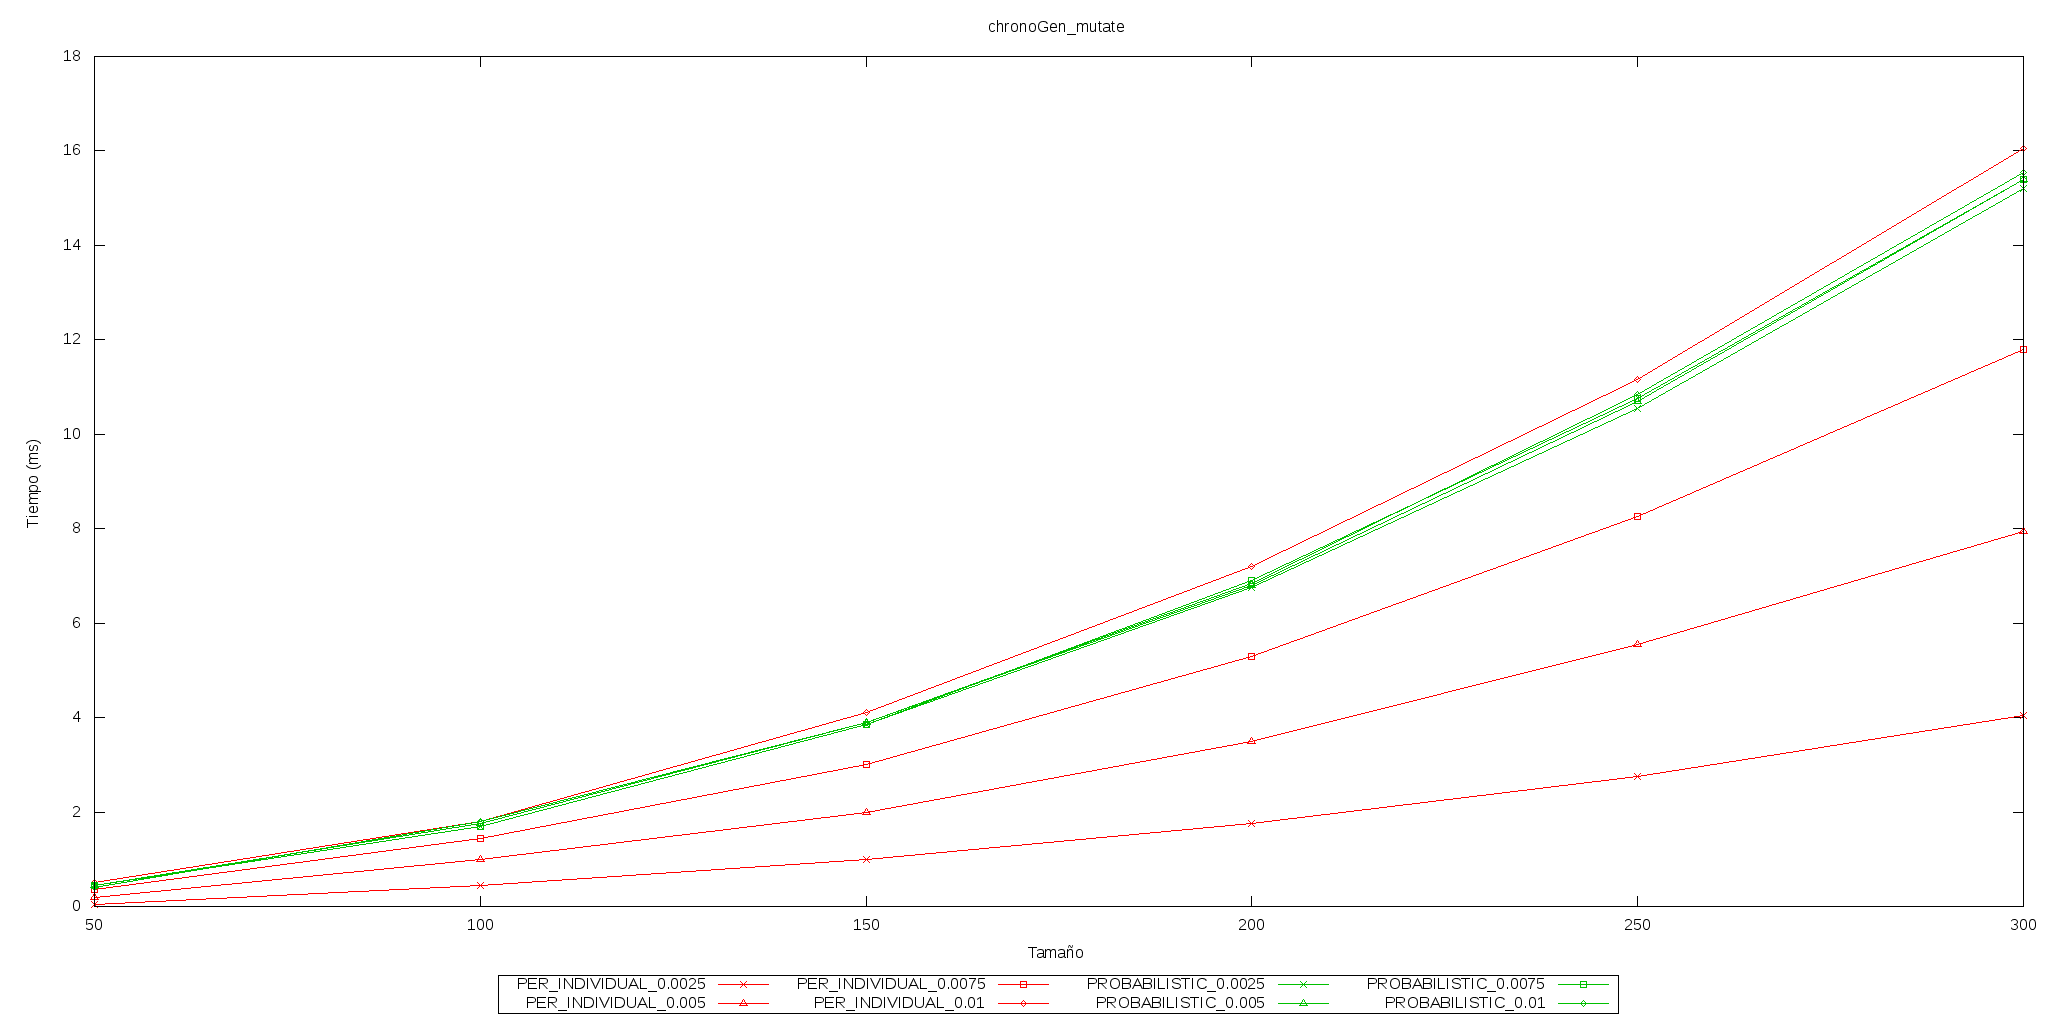 chronoGen_mutate
18
16
14
12
10
8
6
4
2
0
Tiempo (ms)
50 100 150 200 250 300
Tamaño
PER_INDIVIDUAL_0.0025 PER_INDIVIDUAL_0.0075 PROBABILISTIC_0.0025 PROBABILISTIC_0.0075
PER_INDIVIDUAL_0.005 PER_INDIVIDUAL_0.01 PROBABILISTIC_0.005 PROBABILISTIC_0.01